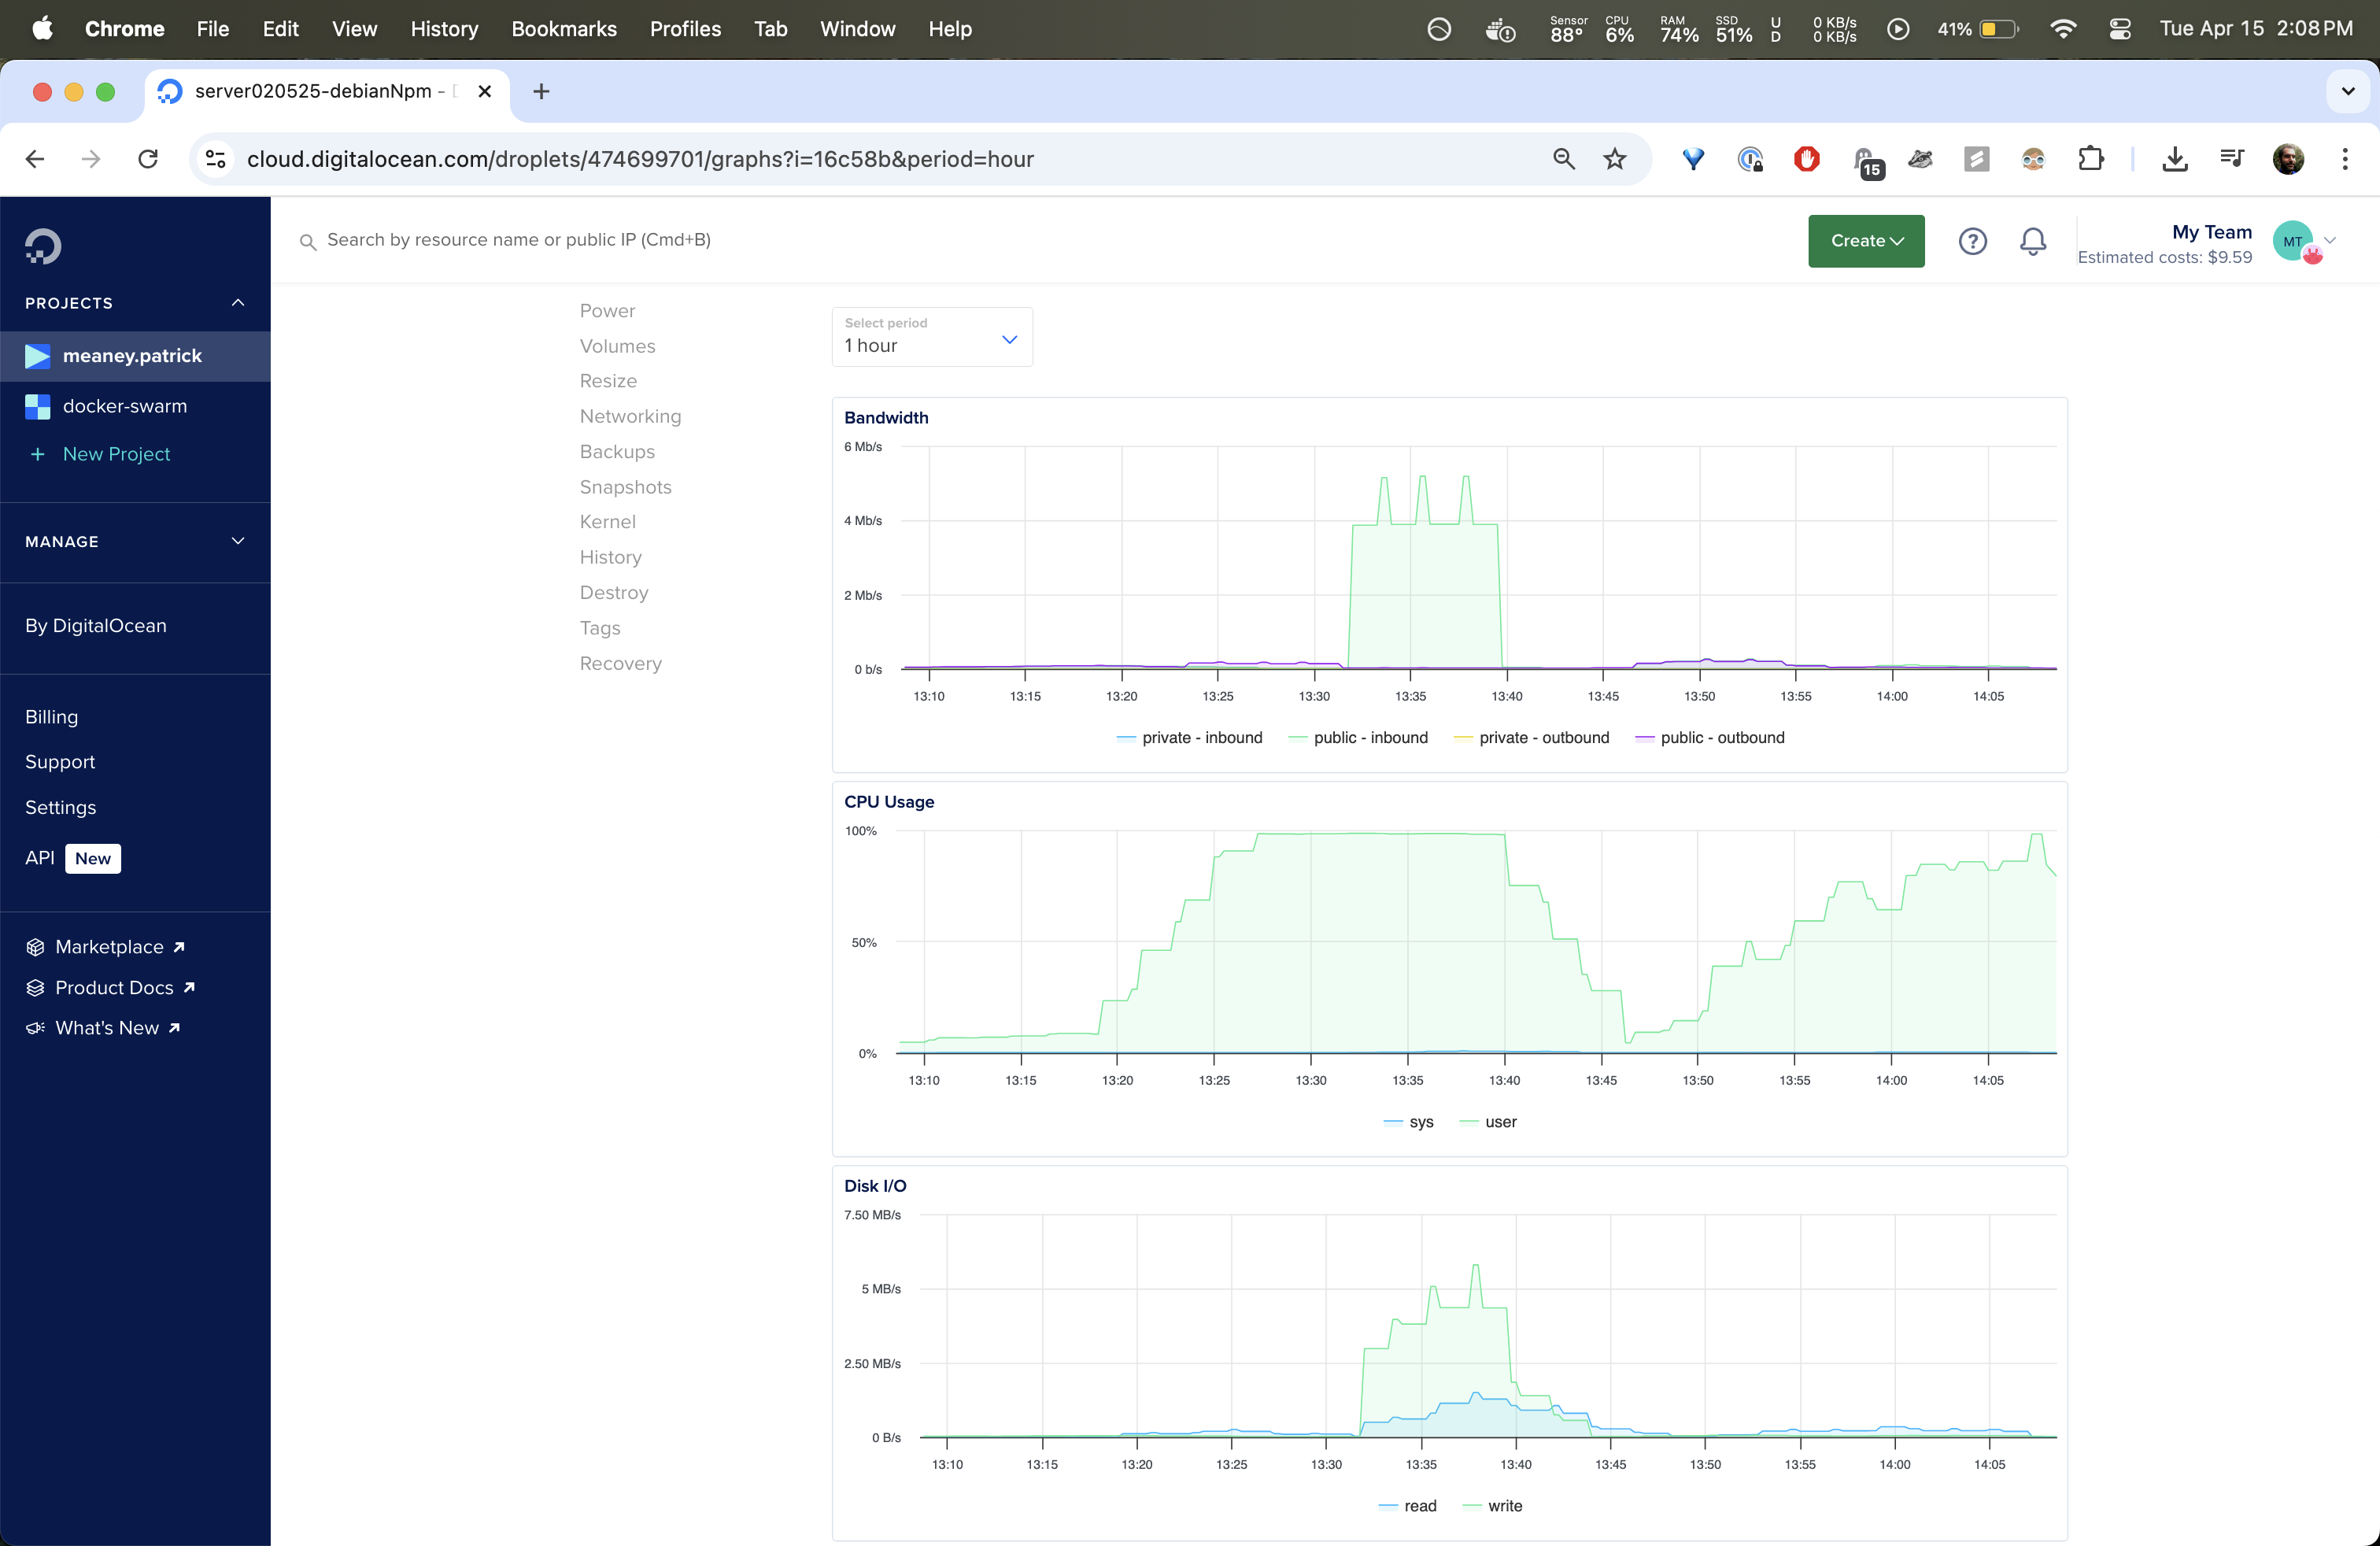 Chrome File Edit View History Bookmarks Profiles Tab Window Help
Sensor 88° CPU 6% RAM 74% SSD 51% U D 0 KB/s 0 KB/s 41% Tue Apr 15 2:08 PM
server020525-debianNpm -
cloud.digitalocean.com/droplets/474699701/graphs?i=16c58b&period=hour
15
Search by resource name or public IP (Cmd+B)
Create
My Team
Estimated costs: $9.59
MT
PROJECTS
meaney.patrick
docker-swarm
+ New Project
MANAGE
By DigitalOcean
Billing
Support
Settings
API New
Marketplace
Product Docs
What's New
Power
Volumes
Resize
Networking
Backups
Snapshots
Kernel
History
Destroy
Tags
Recovery
Select period
1 hour
Bandwidth
6 Mb/s
4 Mb/s
2 Mb/s
0 b/s
13:10 13:15 13:20 13:25 13:30 13:35 13:40 13:45 13:50 13:55 14:00 14:05
private - inbound public - inbound private - outbound public - outbound
CPU Usage
100%
50%
0%
13:10 13:15 13:20 13:25 13:30 13:35 13:40 13:45 13:50 13:55 14:00 14:05
sys user
Disk I/O
7.50 MB/s
5 MB/s
2.50 MB/s
0 B/s
13:10 13:15 13:20 13:25 13:30 13:35 13:40 13:45 13:50 13:55 14:00 14:05
read write